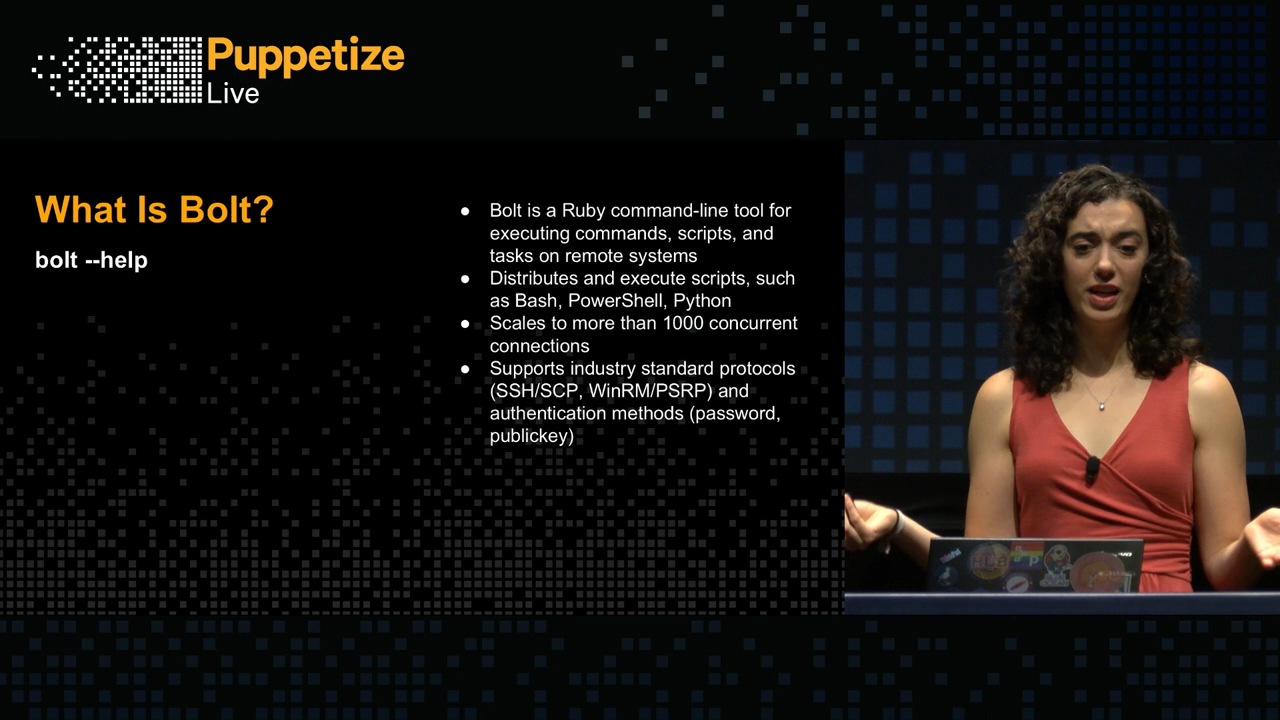 Puppetize
Live
What Is Bolt?
bolt --help
● Bolt is a Ruby command-line tool for
executing commands, scripts, and
tasks on remote systems
● Distributes and execute scripts, such
as Bash, PowerShell, Python
● Scales to more than 1000 concurrent
connections
● Supports industry standard protocols
(SSH/SCP, WinRM/PSRP) and
authentication methods (password,
publickey)